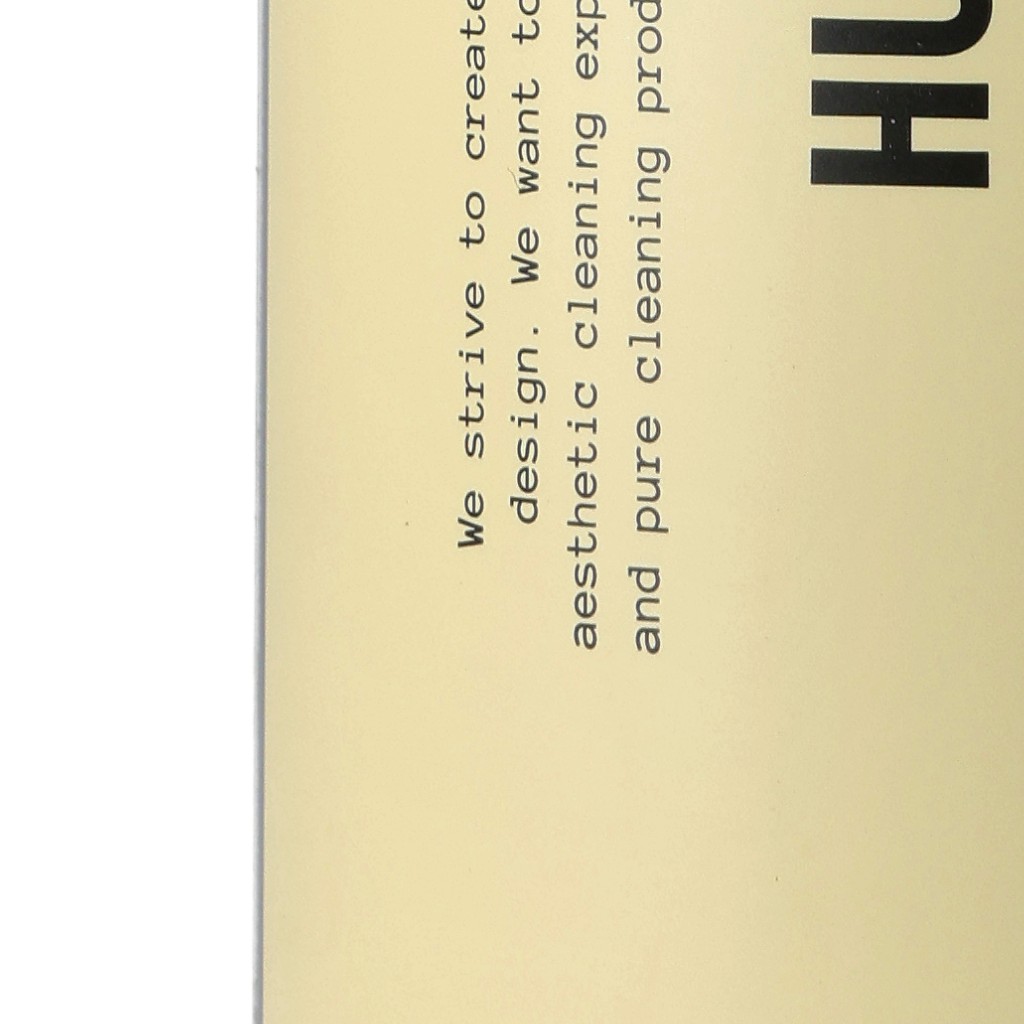 We strive to create
design. We want to
aesthetic cleaning exp
and pure cleaning prod
HU